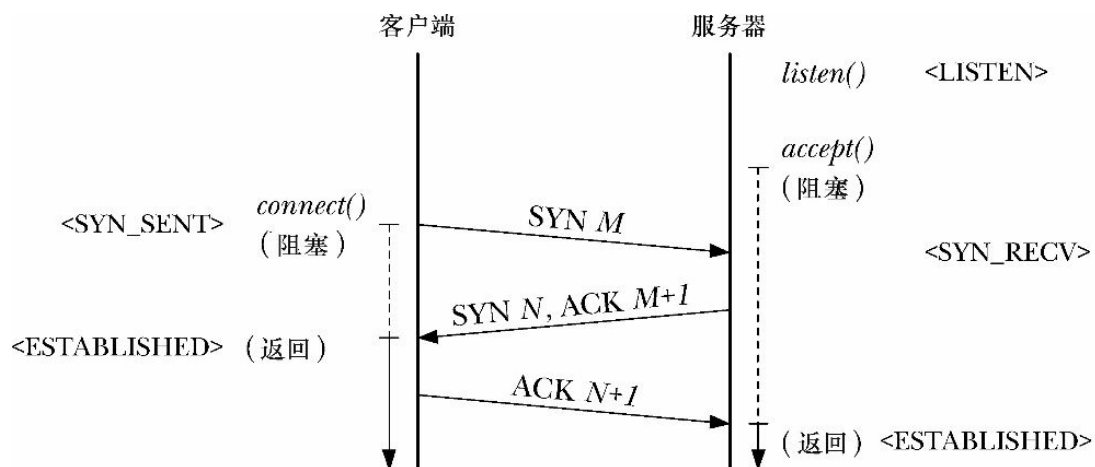 客户端
服务器
listen() <LISTEN>
accept()
(阻塞)
<SYN_SENT> connect()
(阻塞)
SYN M
<SYN_RECV>
SYN N, ACK M+1
<ESTABLISHED> (返回)
ACK N+1
(返回) <ESTABLISHED>